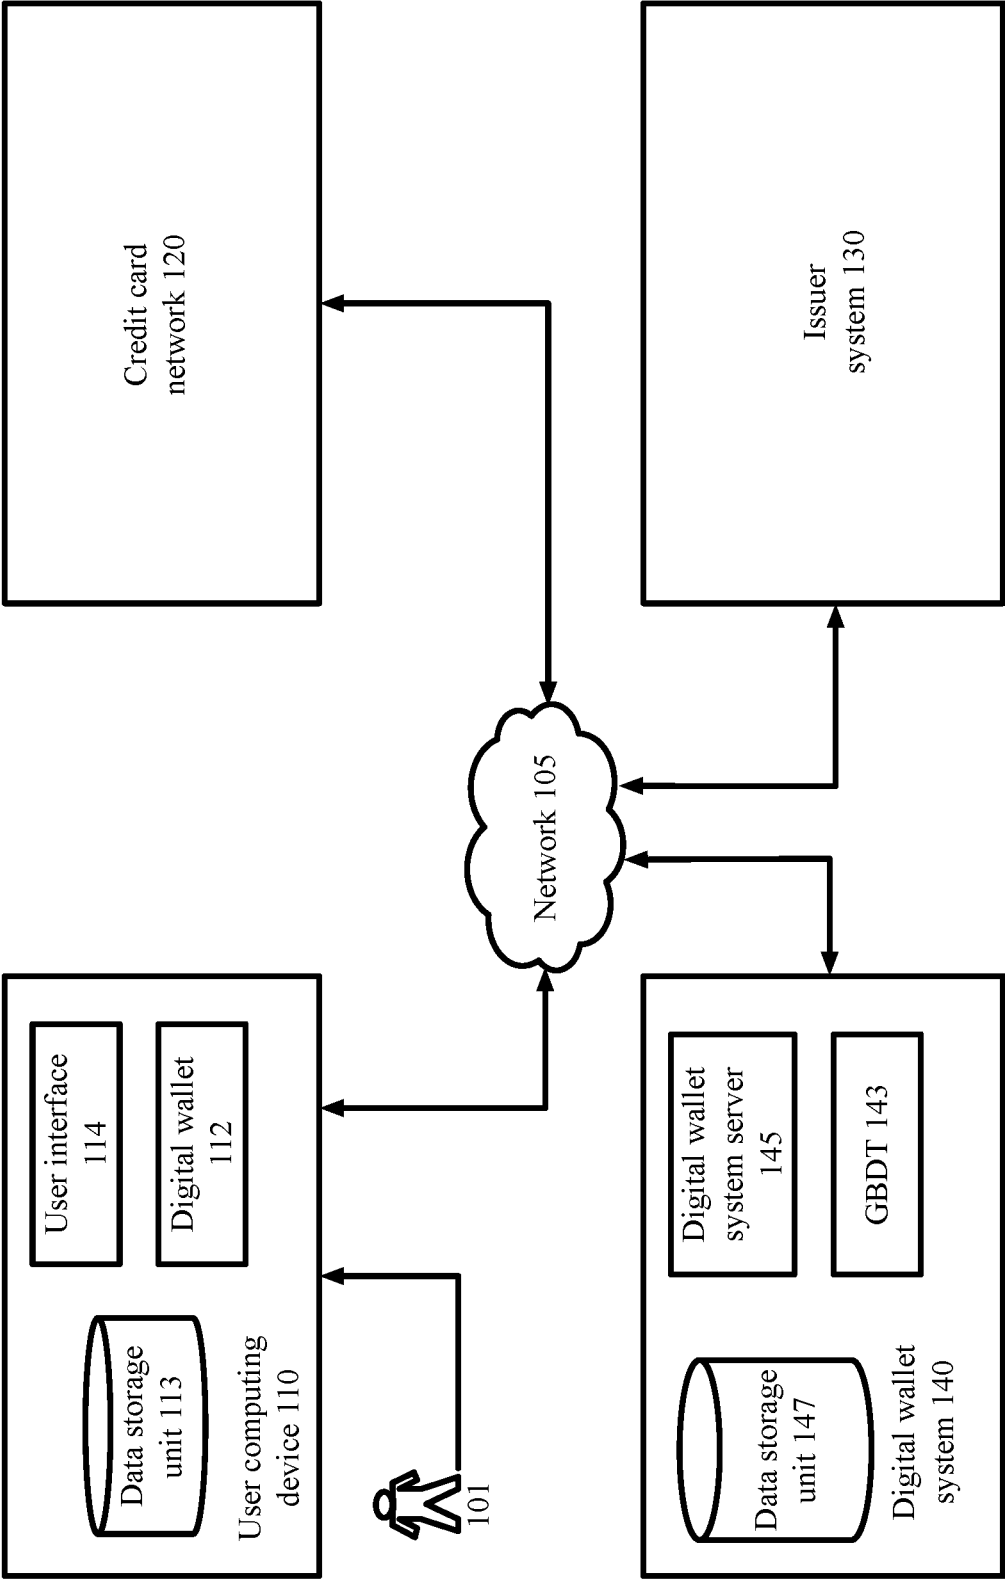 User interface
114
Digital wallet
112
Data storage
unit 113
User computing
device 110
101
Credit card
network 120
Network 105
Digital wallet
system server
145
GBDT 143
Data storage
unit 147
Digital wallet
system 140
Issuer
system 130